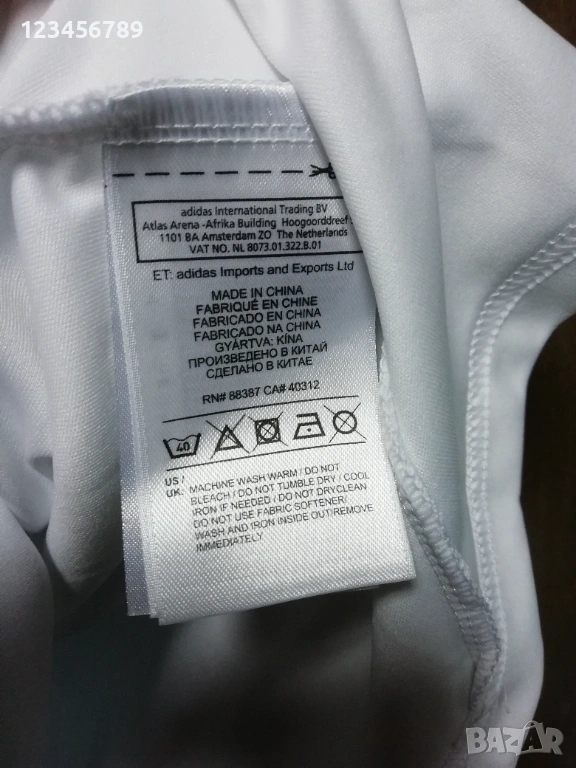 123456789
adidas International Trading BV
Atlas Arena -Afrika Building Hoogoorddreef
1101 BA Amsterdam ZO The Netherlands
VAT NO. NL 8073.01.322.B.01
ET: adidas Imports and Exports Ltd
MADE IN CHINA
FABRIQUÉ EN CHINE
FABRICADO EN CHINA
FABRICADO NA CHINA
GYÁRTVA: KÍNA
ПРОИЗВЕДЕНО В КИТАЙ
СДЕЛАНО В КИТАЕ
RN# 88387 CA# 40312
40
US /
UK: MACHINE WASH WARM / DO NOT
BLEACH / DO NOT TUMBLE DRY / COOL
IRON IF NEEDED / DO NOT DRYCLEAN
DO NOT USE FABRIC SOFTENER/
WASH AND IRON INSIDE OUT/REMOVE
IMMEDIATELY
BAZAR